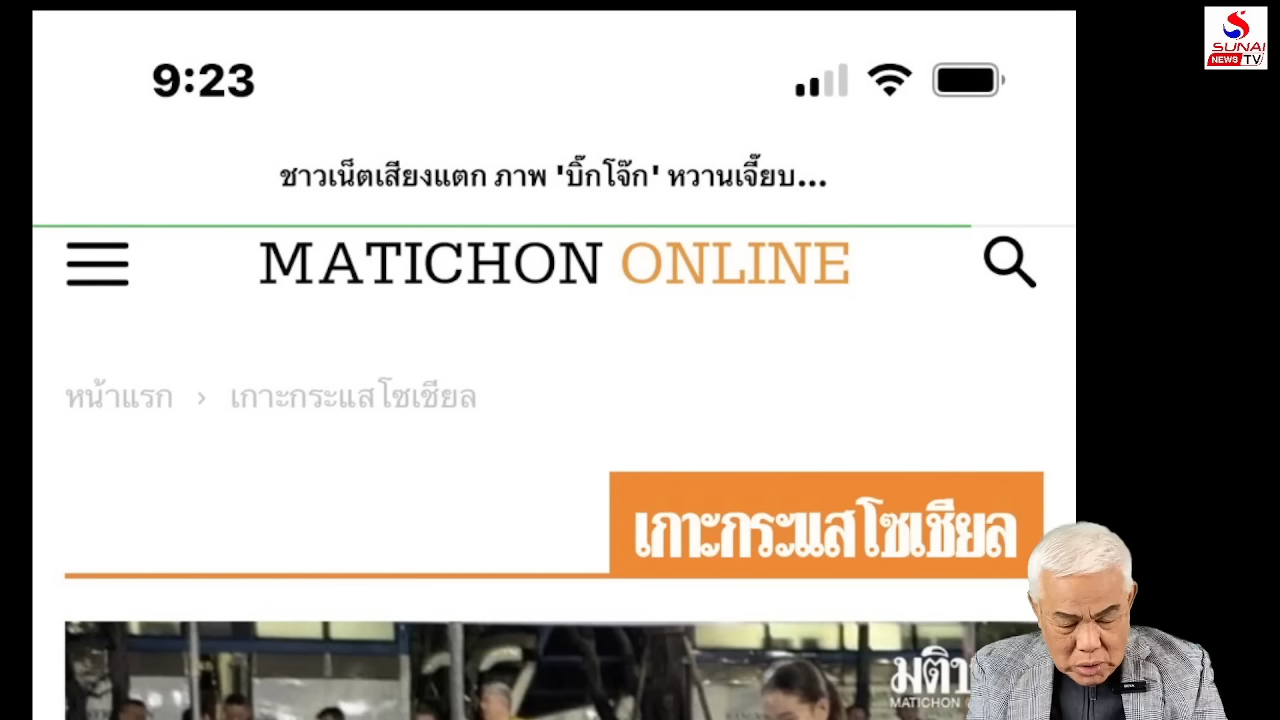 SUNAI
NEWS TV
9:23
ชาวเน็ตเสียงแตก ภาพ 'บิ๊กโจ๊ก' หวานเจี๊ยบ...
MATICHON ONLINE
หน้าแรก › เกาะกระแสโซเชียล
เกาะกระแสโซเชียล
MATICHON